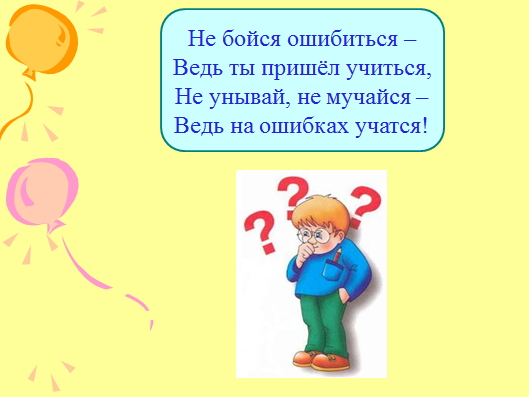 Не бойся ошибиться –
Ведь ты пришёл учиться,
Не унывай, не мучайся –
Ведь на ошибках учатся!
? ? ?